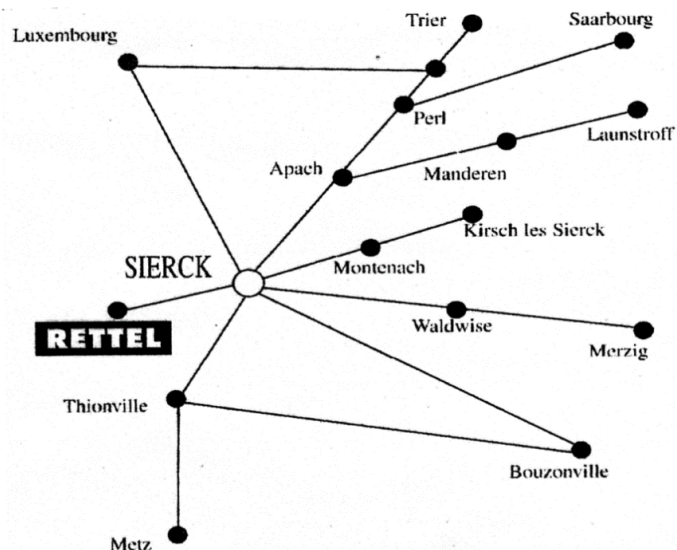 Trier
Saarbourg
Luxembourg
Perl
Launstroff
Apach
Manderen
Kirsch les Sierck
SIERCK
Montenach
RETTEL
Waldwise
Merzig
Thionville
Bouzonville
Metz